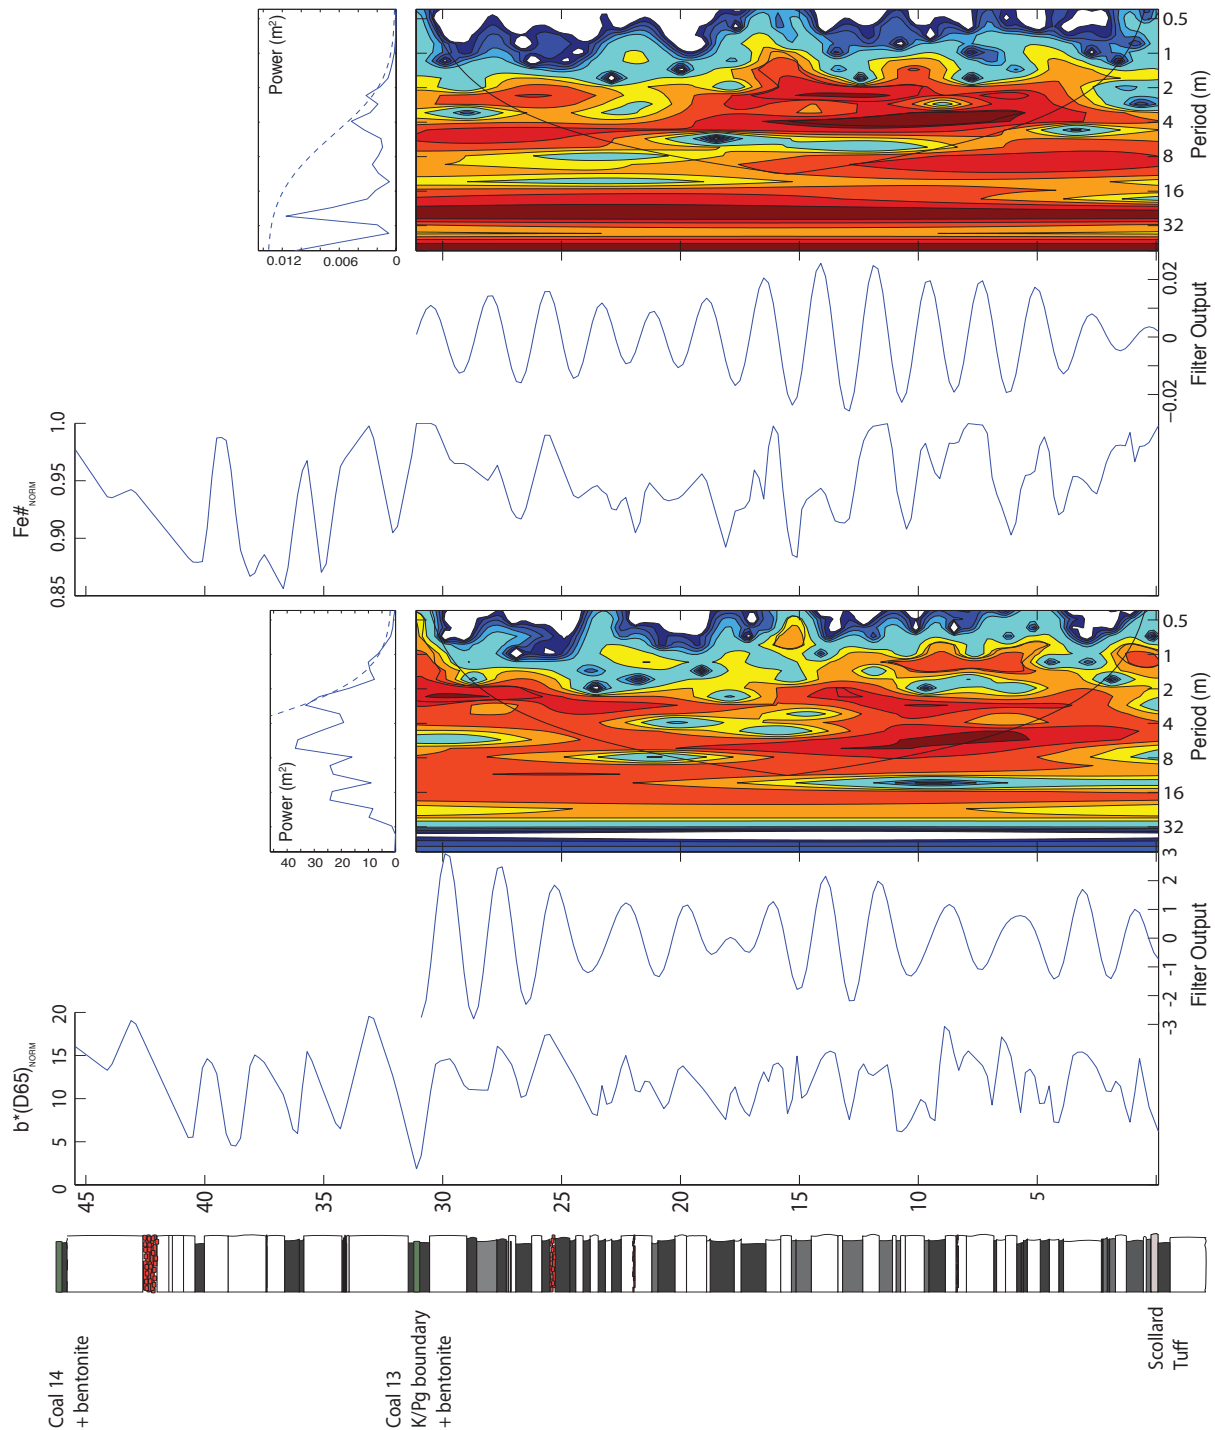 Power (m²)
0.012 0.006 0
0.5
1
2
4
8
16
32
Period (m)
0.02
0
−0.02
Filter Output
Fe#NORM
1.0
0.95
0.90
0.85
Power (m²)
40 30 20 10 0
0.5
1
2
4
8
16
32
Period (m)
3
2
1
0
-1
-2
-3
Filter Output
b*(D65)NORM
20
15
10
5
0
45
40
35
30
25
20
15
10
5
Coal 14
+ bentonite
Coal 13
K/Pg boundary
+ bentonite
Scollard
Tuff